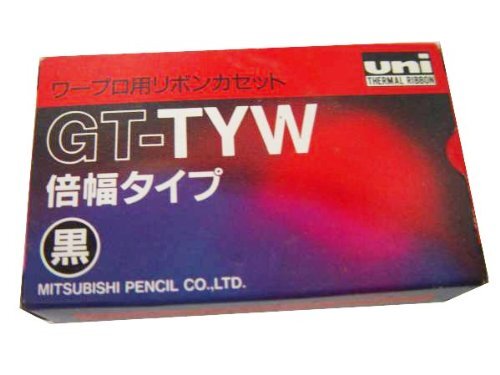 ワープロ用リボンカセット
uni
THERMAL RIBBON
GT-TYW
倍幅タイプ
黒
MITSUBISHI PENCIL CO.,LTD.